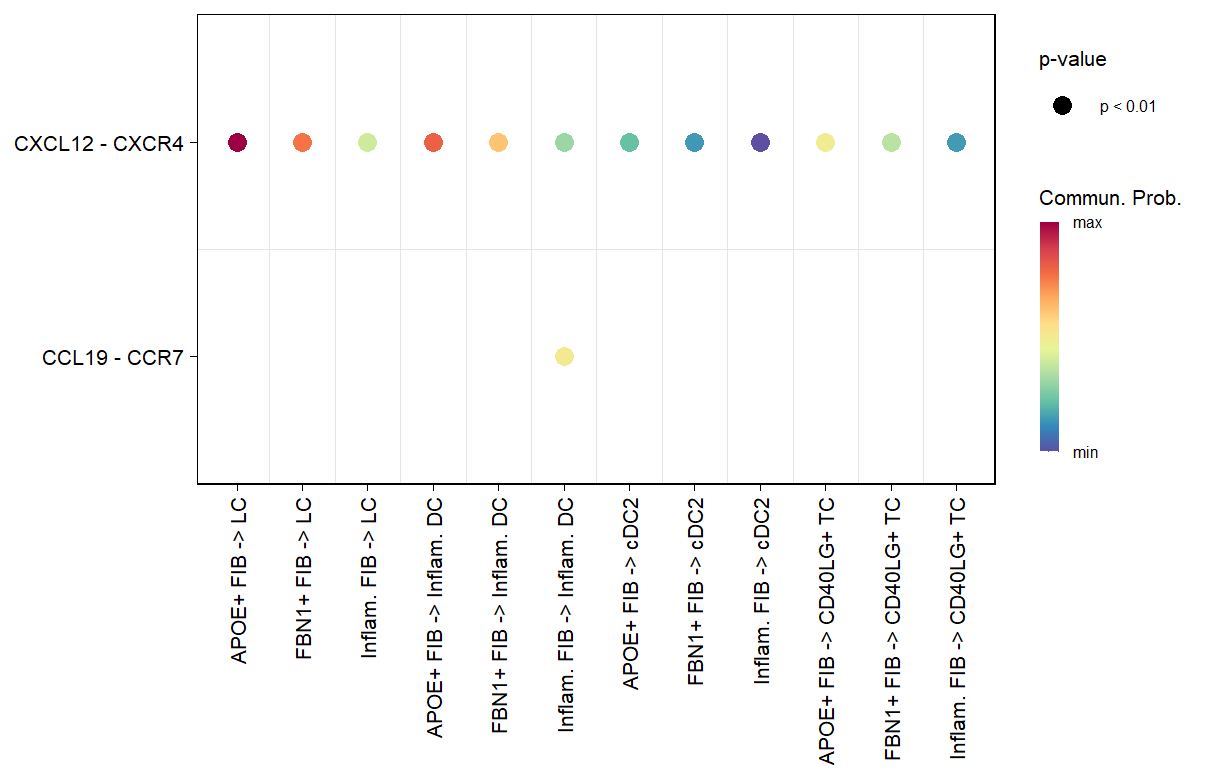 CXCL12 - CXCR4
CCL19 - CCR7
APOE+ FIB -> LC
FBN1+ FIB -> LC
Inflam. FIB -> LC
APOE+ FIB -> Inflam. DC
FBN1+ FIB -> Inflam. DC
Inflam. FIB -> Inflam. DC
APOE+ FIB -> cDC2
FBN1+ FIB -> cDC2
Inflam. FIB -> cDC2
APOE+ FIB -> CD40LG+ TC
FBN1+ FIB -> CD40LG+ TC
Inflam. FIB -> CD40LG+ TC
p-value
p < 0.01
Commun. Prob.
max
min